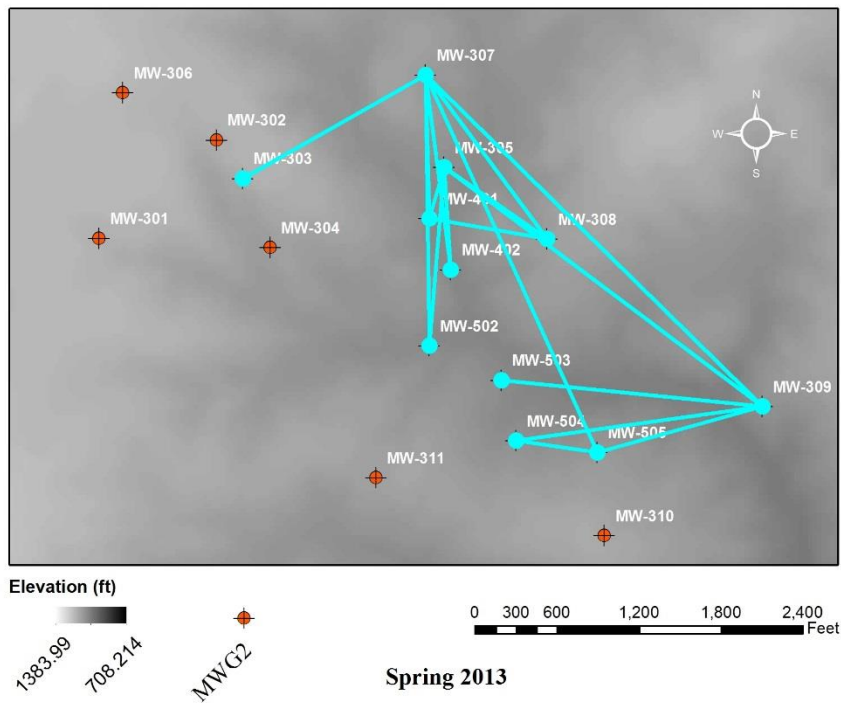 MW-307
MW-306
N
MW-302
W E
MW-305
MW-303
S
MW-401
MW-301
MW-308
MW-304
MW-402
MW-502
MW-503
MW-309
MW-504
MW-505
MW-311
MW-310
Elevation (ft)
0 300 600 1,200 1,800 2,400
Feet
1383.99
708.214
MWG2
Spring 2013